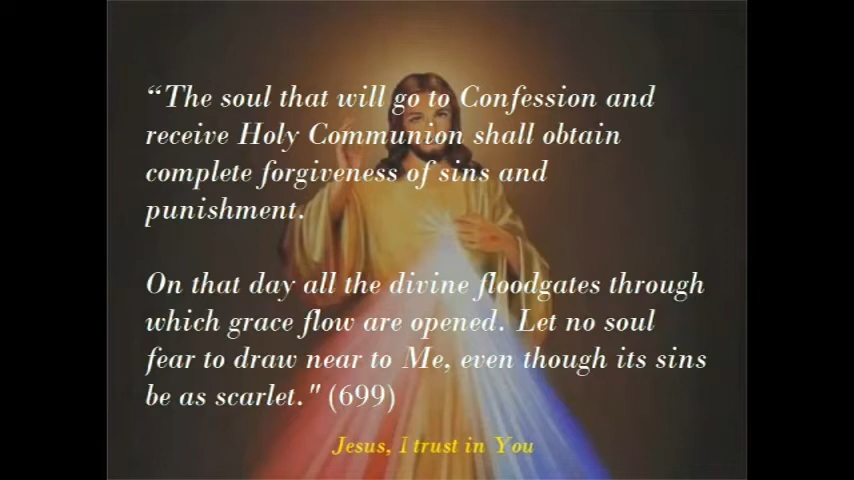 “The soul that will go to Confession and
receive Holy Communion shall obtain
complete forgiveness of sins and
punishment.
On that day all the divine floodgates through
which grace flow are opened. Let no soul
fear to draw near to Me, even though its sins
be as scarlet." (699)
Jesus, I trust in You